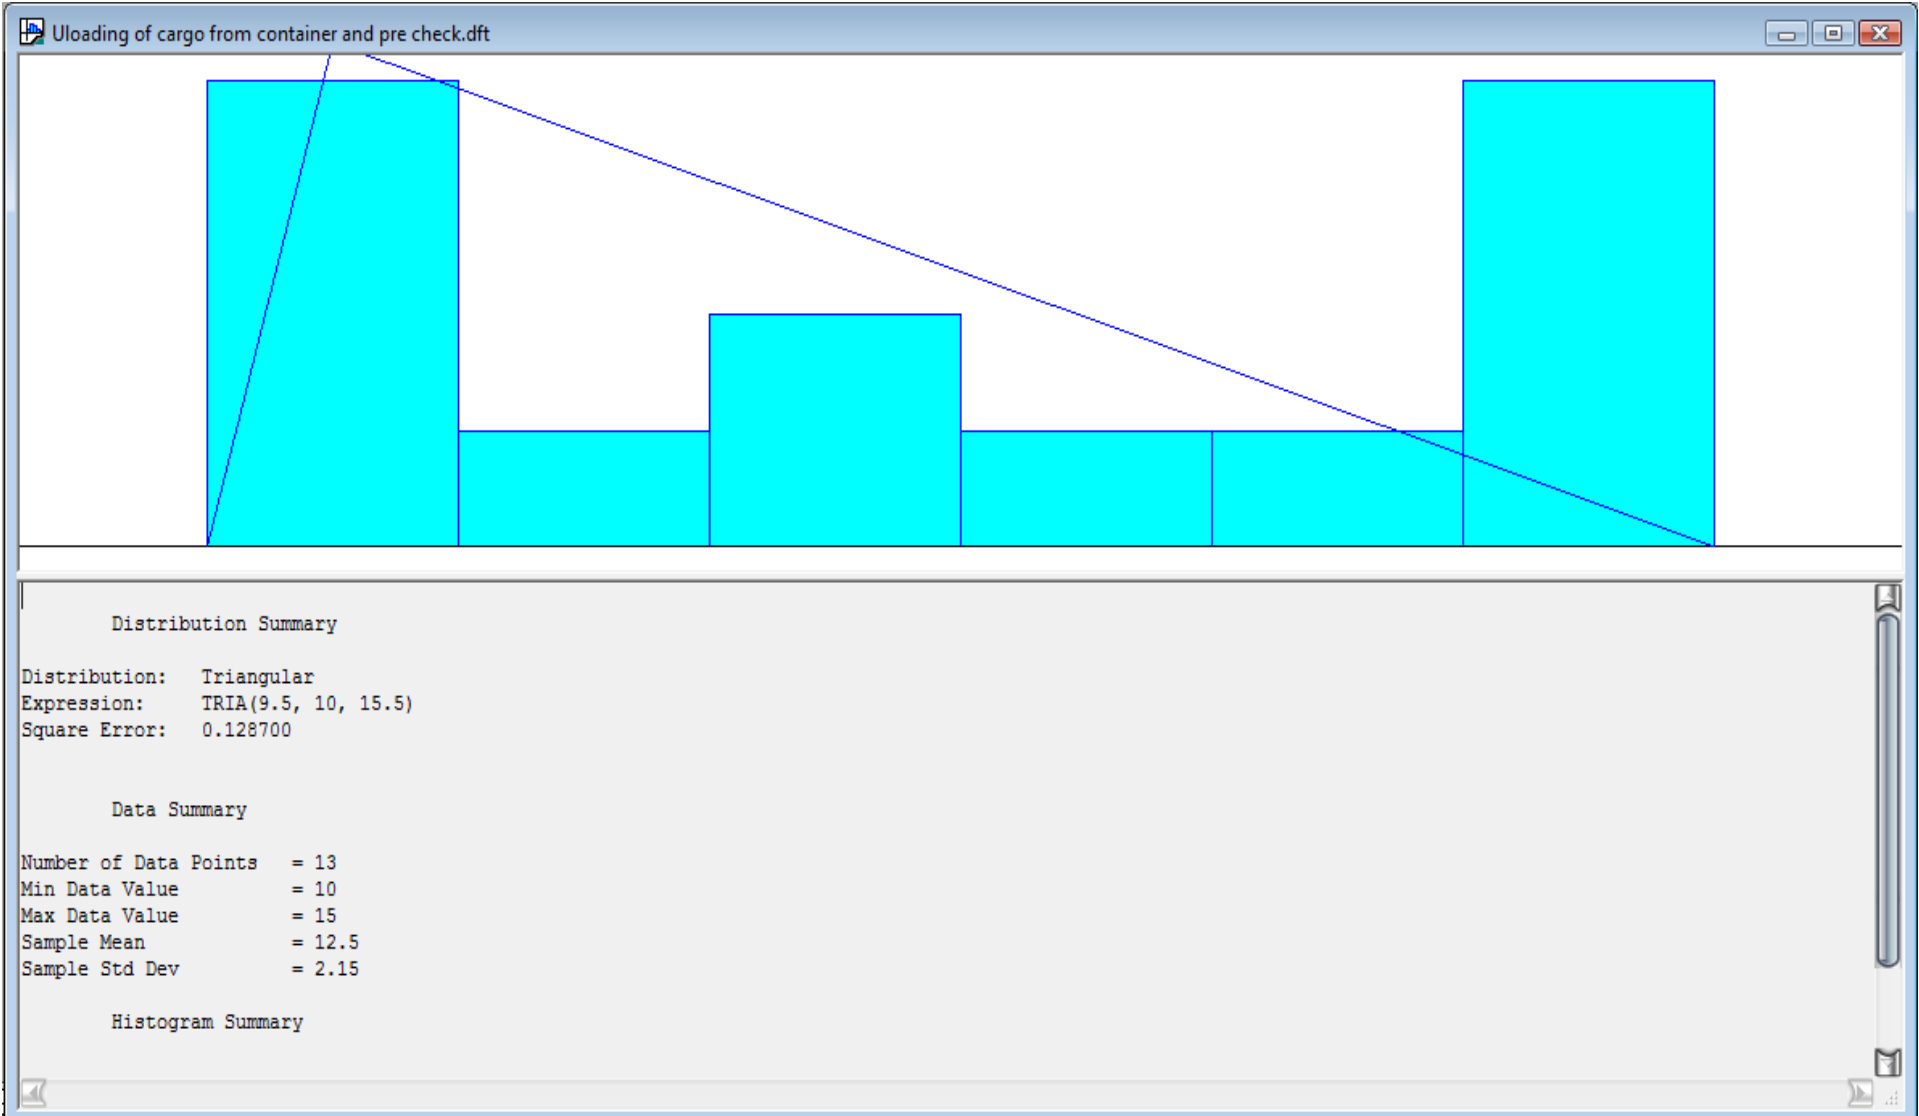 Uloading of cargo from container and pre check.dft
Distribution Summary
Distribution: Triangular
Expression: TRIA(9.5, 10, 15.5)
Square Error: 0.128700
Data Summary
Number of Data Points = 13
Min Data Value = 10
Max Data Value = 15
Sample Mean = 12.5
Sample Std Dev = 2.15
Histogram Summary